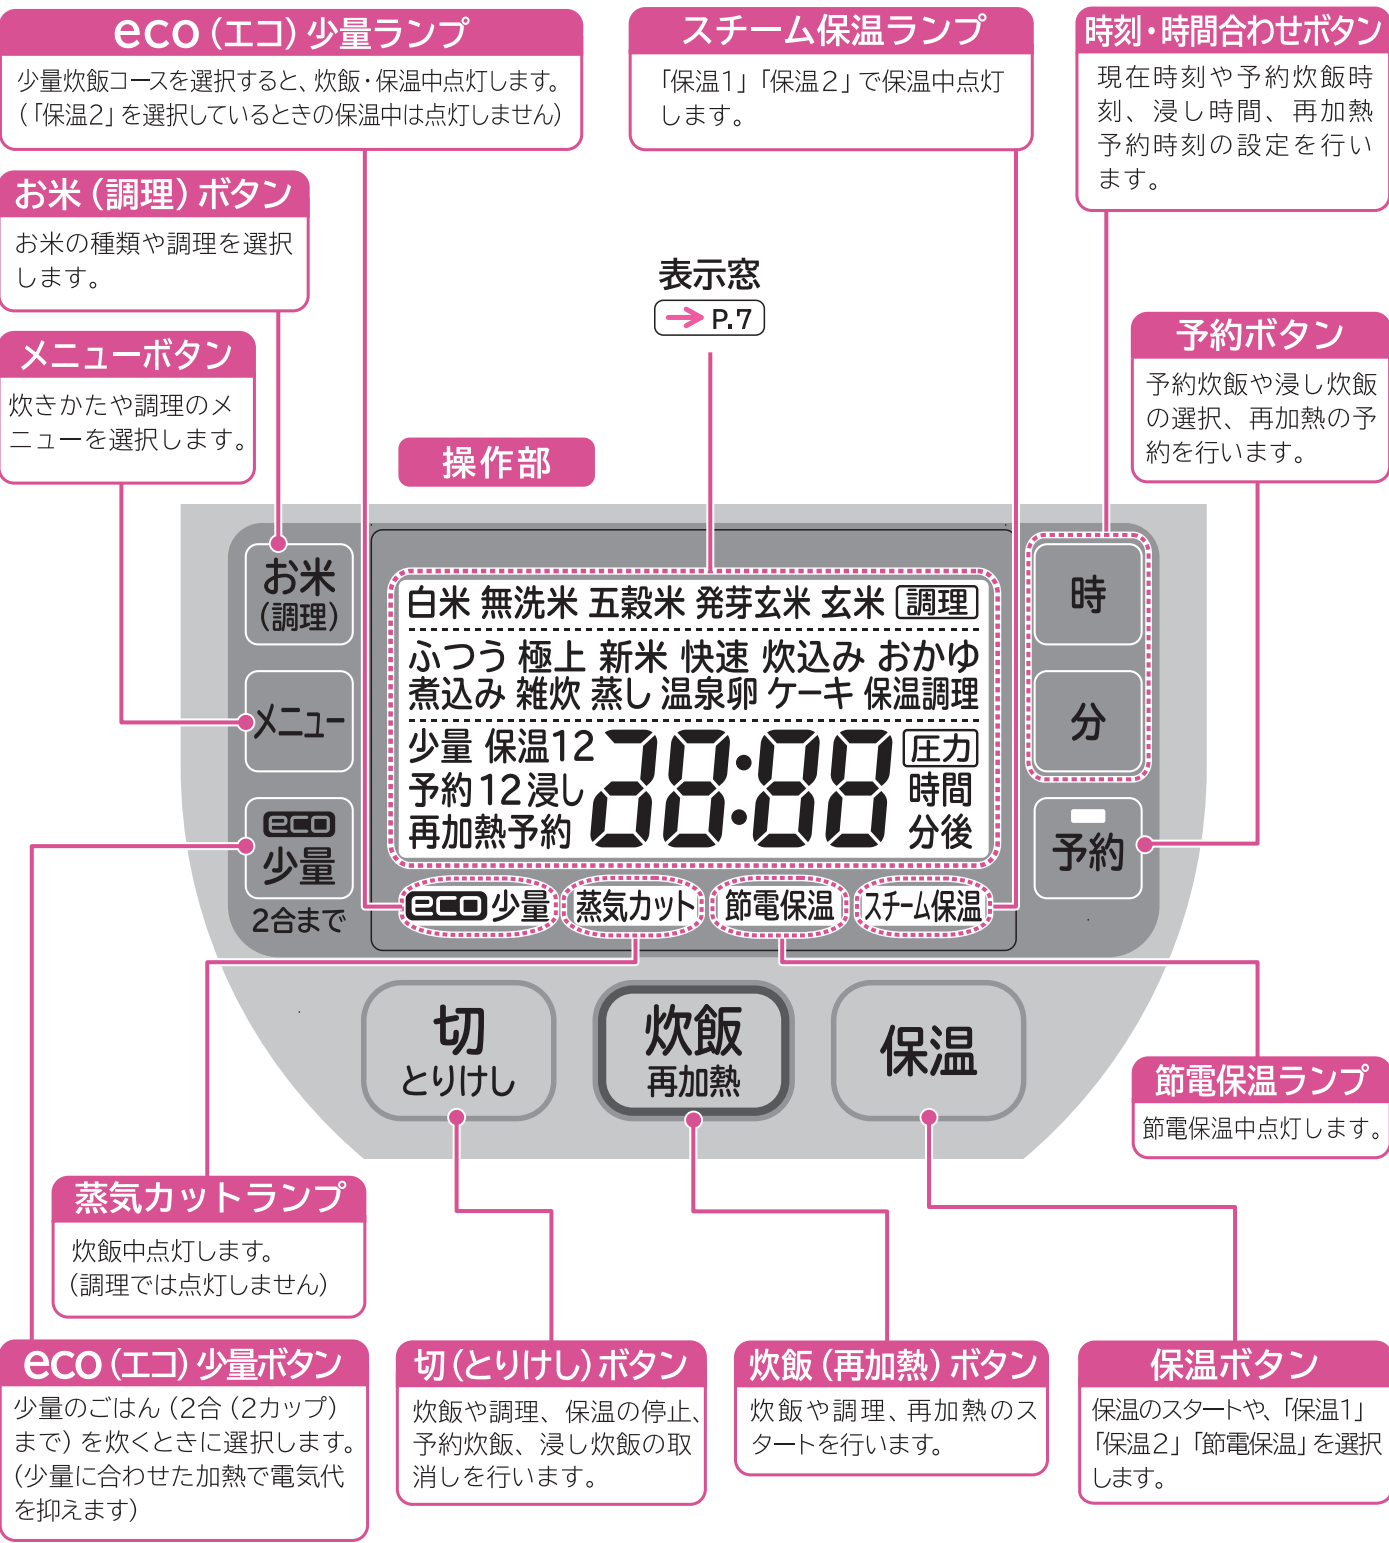 eco（エコ）少量ランプ
少量炊飯コースを選択すると、炊飯・保温中点灯します。
（「保温2」を選択しているときの保温中は点灯しません）
スチーム保温ランプ
「保温1」「保温2」で保温中点灯
します。
時刻・時間合わせボタン
現在時刻や予約炊飯時
刻、浸し時間、再加熱
予約時刻の設定を行い
ます。
お米（調理）ボタン
お米の種類や調理を選択
します。
表示窓
→ P.7
メニューボタン
炊きかたや調理のメ
ニューを選択します。
予約ボタン
予約炊飯や浸し炊飯
の選択、再加熱の予
約を行います。
操作部
お米
（調理）
メニュー
eco
少量
2合まで
白米 無洗米 五穀米 発芽玄米 玄米 調理
ふつう 極上 新米 快速 炊込み おかゆ
煮込み 雑炊 蒸し 温泉卵 ケーキ 保温調理
少量 保温12
予約12浸し
再加熱予約
28:88
圧力
時間
分後
時
分
予約
eco少量 蒸気カット 節電保温 スチーム保温
切
とりけし
炊飯
再加熱
保温
節電保温ランプ
節電保温中点灯します。
蒸気カットランプ
炊飯中点灯します。
（調理では点灯しません）
eco（エコ）少量ボタン
少量のごはん（2合（2カップ）
まで）を炊くときに選択します。
（少量に合わせた加熱で電気代
を抑えます）
切（とりけし）ボタン
炊飯や調理、保温の停止、
予約炊飯、浸し炊飯の取
消しを行います。
炊飯（再加熱）ボタン
炊飯や調理、再加熱のス
タートを行います。
保温ボタン
保温のスタートや、「保温1」
「保温2」「節電保温」を選択
します。